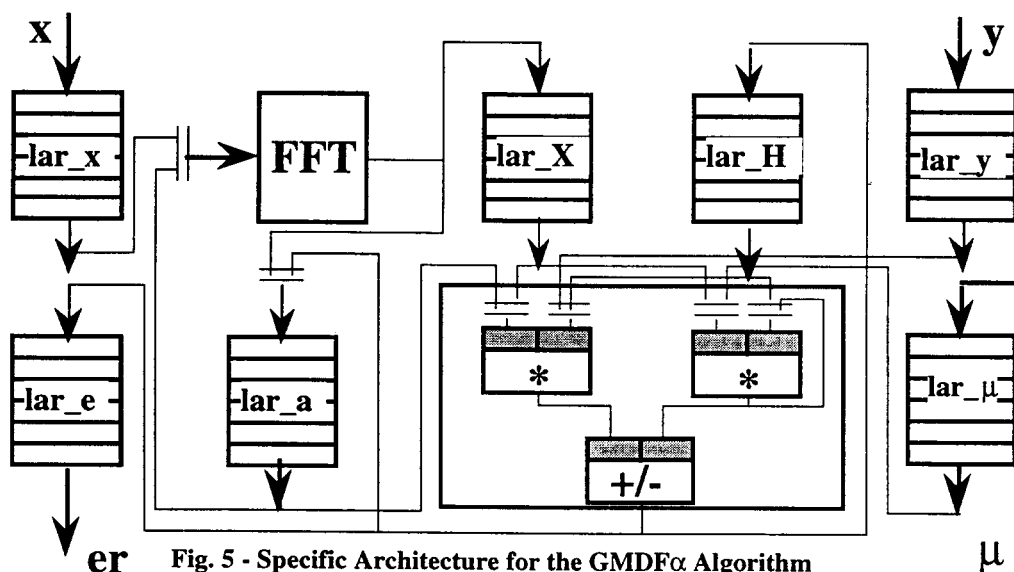 x
y
lar_x
FFT
lar_X
lar_H
lar_y
lar_e
lar_a
*
*
lar_µ
+/-
er
Fig. 5 - Specific Architecture for the GMDFα Algorithm
µ